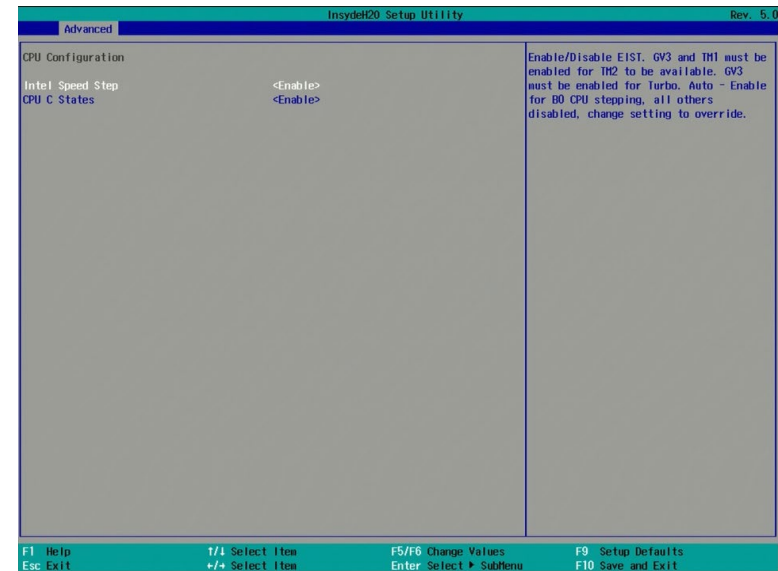 InsydeH20 Setup Utility Rev. 5.0
Advanced
CPU Configuration
Intel Speed Step <Enable>
CPU C States <Enable>
Enable/Disable EIST. GV3 and TM1 must be
enabled for TM2 to be available. GV3
must be enabled for Turbo. Auto - Enable
for B0 CPU stepping, all others
disabled, change setting to override.
F1 Help ↑/↓ Select Item F5/F6 Change Values F9 Setup Defaults
Esc Exit ←/→ Select Item Enter Select ▶ SubMenu F10 Save and Exit